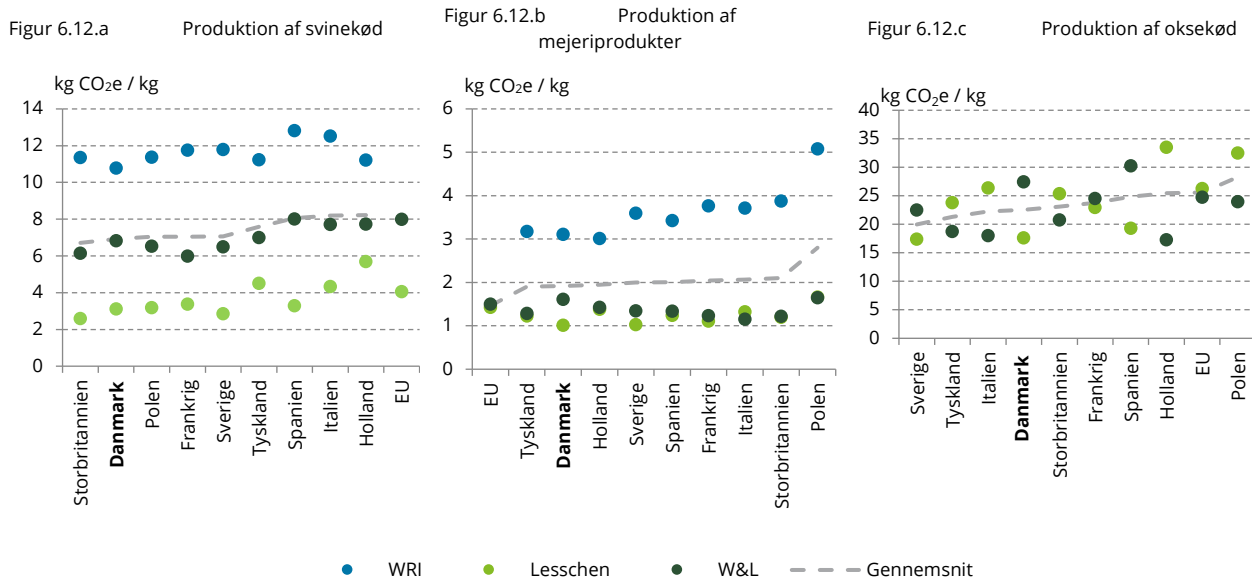 Figur 6.12.a Produktion af svinekød
kg CO₂e / kg
14
12
10
8
6
4
2
0
Storbritannien
Danmark
Polen
Frankrig
Sverige
Tyskland
Spanien
Italien
Holland
EU
Figur 6.12.b Produktion af
mejeriprodukter
kg CO₂e / kg
6
5
4
3
2
1
0
EU
Tyskland
Danmark
Holland
Sverige
Spanien
Frankrig
Italien
Storbritannien
Polen
Figur 6.12.c Produktion af oksekød
kg CO₂e / kg
40
35
30
25
20
15
10
5
0
Sverige
Tyskland
Italien
Danmark
Storbritannien
Frankrig
Spanien
Holland
EU
Polen
WRI Lesschen W&L Gennemsnit